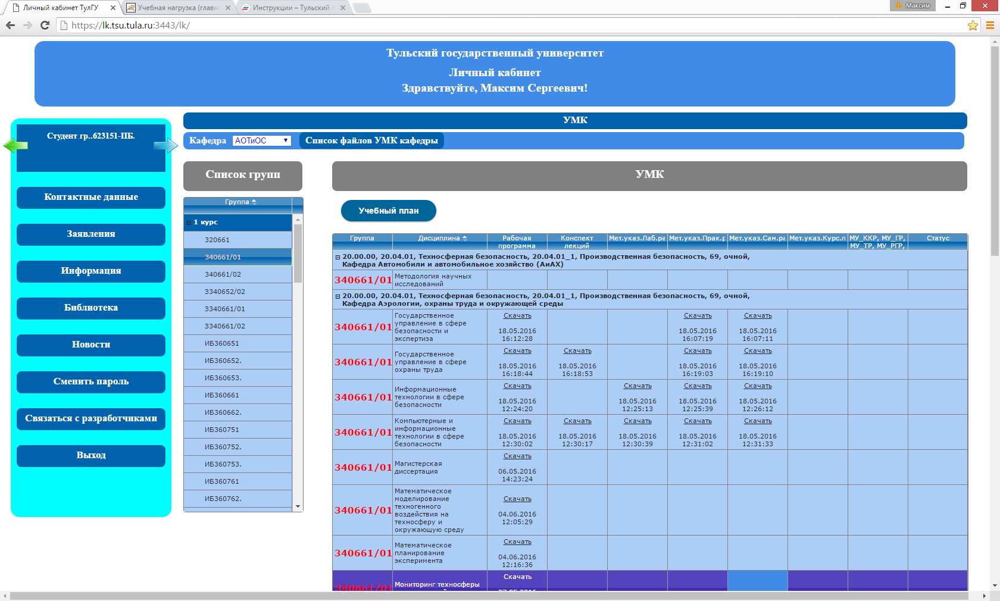 Личный кабинет ТулГУ
Учебная нагрузка (главна
Инструкции – Тульский г
Максим
https://lk.tsu.tula.ru:3443/lk/
Тульский государственный университет
Личный кабинет
Здравствуйте, Максим Сергеевич!
Студент гр..623151-ПБ.
Контактные данные
Заявления
Информация
Библиотека
Новости
Сменить пароль
Связаться с разработчиками
Выход
УМК
Кафедра АОТиОС Список файлов УМК кафедры
Список групп
Группа
1 курс
320661
340661/01
340661/02
3340652/02
3340661/01
3340661/02
ИБ360651
ИБ360652.
ИБ360653.
ИБ360661
ИБ360662.
ИБ360751
ИБ360752.
ИБ360753.
ИБ360761
ИБ360762.
УМК
Учебный план
Группа Дисциплина Рабочая Конспект Мет.указ.Лаб.ра Мет.указ.Прак.р Мет.указ.Сам.ра Мет.указ.Курс.п МУ_ККР, МУ_ГР, Статус
программа лекций МУ_ТР, МУ_РГР,
20.00.00, 20.04.01, Техносферная безопасность, 20.04.01_1, Производственная безопасность, 69, очной,
Кафедра Автомобили и автомобильное хозяйство (АиАХ)
340661/01
Методология научных
исследований
20.00.00, 20.04.01, Техносферная безопасность, 20.04.01_1, Производственная безопасность, 69, очной,
Кафедра Аэрологии, охраны труда и окружающей среды
340661/01
Государственное
управление в сфере
безопасности и
экспертиза
Скачать Скачать Скачать
18.05.2016 18.05.2016 18.05.2016
16:12:28 16:07:19 16:07:11
340661/01
Государственное
управление в сфере
охраны труда
Скачать Скачать Скачать Скачать
18.05.2016 18.05.2016 18.05.2016 18.05.2016
16:18:44 16:18:53 16:19:03 16:19:10
340661/01
Информационные
технологии в сфере
безопасности
Скачать Скачать Скачать Скачать
18.05.2016 18.05.2016 18.05.2016 18.05.2016
12:24:20 12:25:13 12:25:39 12:26:12
340661/01
Компьютерные и
информационные
технологии в сфере
безопасности
Скачать Скачать Скачать Скачать Скачать
18.05.2016 18.05.2016 18.05.2016 18.05.2016 18.05.2016
12:30:02 12:30:17 12:30:39 12:31:02 12:31:33
340661/01
Магистерская
диссертация
Скачать
06.05.2016
14:23:24
340661/01
Математическое
моделирование
техногенного
воздействия на
техносферу и
окружающую среду
Скачать
04.06.2016
12:05:29
340661/01
Математическое
планирование
эксперимента
Скачать
04.06.2016
12:16:36
340661/01
Мониторинг техносферы
Скачать